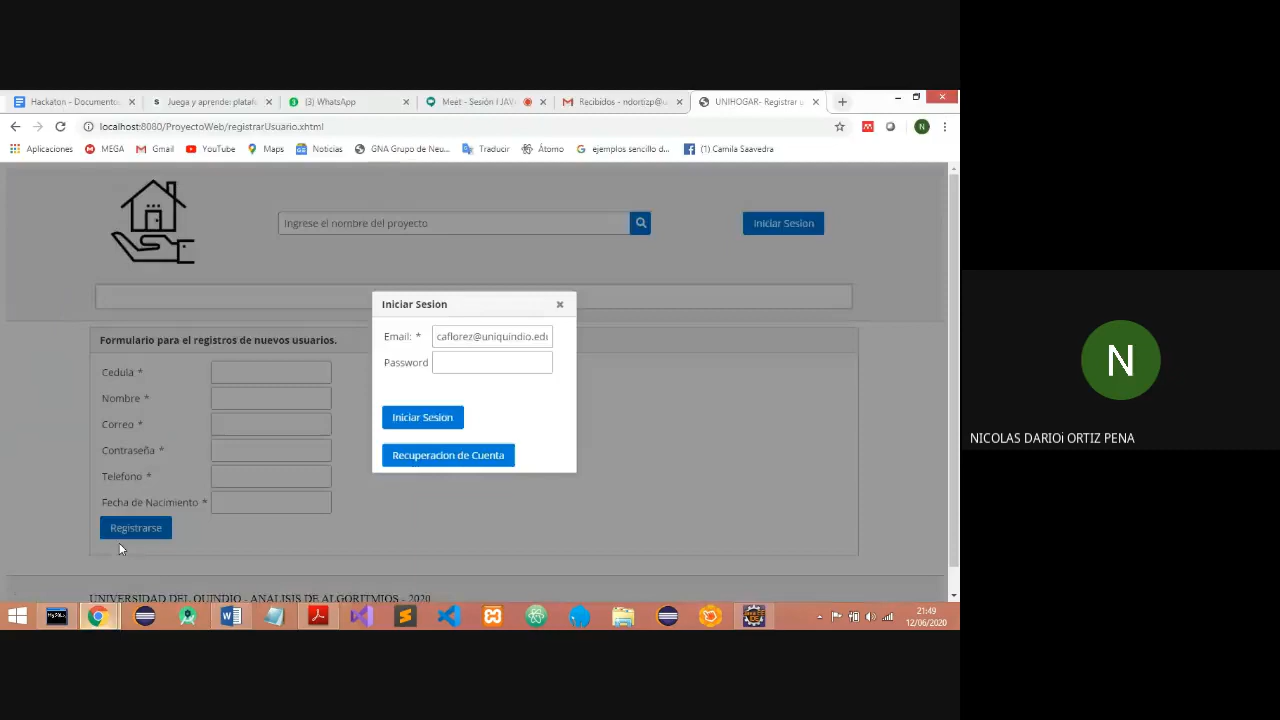 Hackaton - Documento
Juega y aprende: plataf
(3) WhatsApp
Meet - Sesión I JAV
Recibidos - ndortizp@u
UNIHOGAR- Registrar u
localhost:8080/ProyectoWeb/registrarUsuario.xhtml
N
Aplicaciones
MEGA
Gmail
YouTube
Maps
Noticias
GNA Grupo de Neu...
Traducir
Átomo
ejemplos sencillo d...
(1) Camila Saavedra
Ingrese el nombre del proyecto
Iniciar Sesion
Iniciar Sesion
Email: * caflorez@uniquindio.edu
Password
Iniciar Sesion
Recuperacion de Cuenta
Formulario para el registros de nuevos usuarios.
Cedula *
Nombre *
Correo *
Contraseña *
Telefono *
Fecha de Nacimiento *
Registrarse
UNIVERSIDAD DEL QUINDIO - ANALISIS DE ALGORITMIOS - 2020
21:49
12/06/2020
N
NICOLAS DARIOi ORTIZ PENA